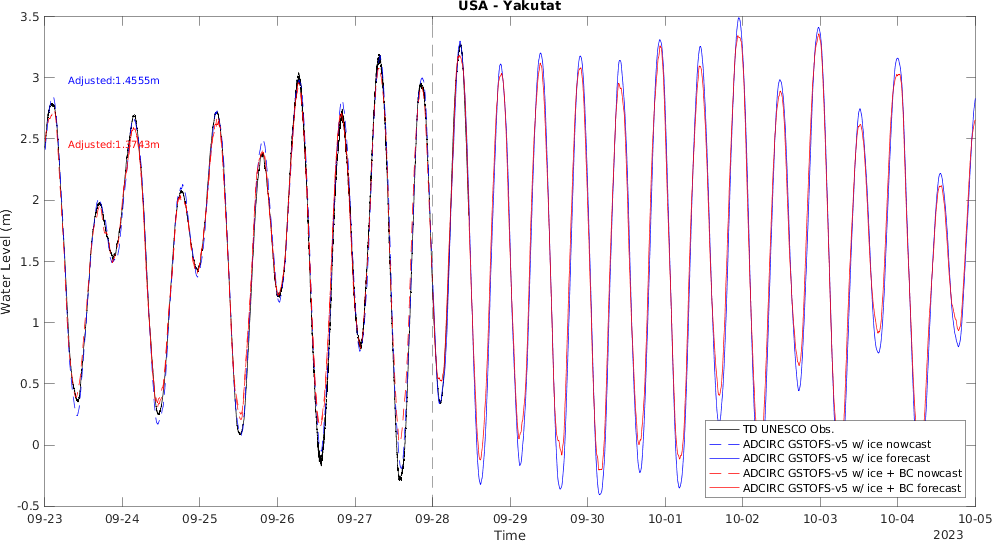 USA - Yakutat
3.5
3
2.5
2
1.5
1
0.5
0
-0.5
Water Level (m)
Adjusted:1.4555m
Adjusted:1.3743m
TD UNESCO Obs.
ADCIRC GSTOFS-v5 w/ ice nowcast
ADCIRC GSTOFS-v5 w/ ice forecast
ADCIRC GSTOFS-v5 w/ ice + BC nowcast
ADCIRC GSTOFS-v5 w/ ice + BC forecast
09-23 09-24 09-25 09-26 09-27 09-28 09-29 09-30 10-01 10-02 10-03 10-04 10-05
Time
2023